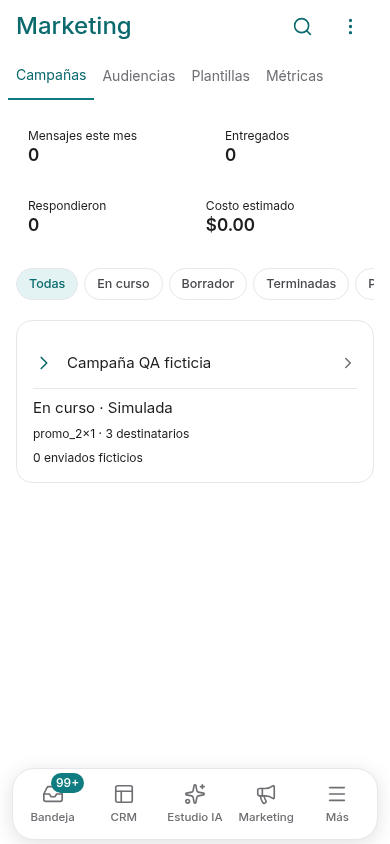 Marketing
Campañas Audiencias Plantillas Métricas
Mensajes este mes Entregados
0 0
Respondieron Costo estimado
0 $0.00
Todas En curso Borrador Terminadas
Campaña QA ficticia
En curso · Simulada
promo_2×1 · 3 destinatarios
0 enviados ficticios
99+
Bandeja CRM Estudio IA Marketing Más